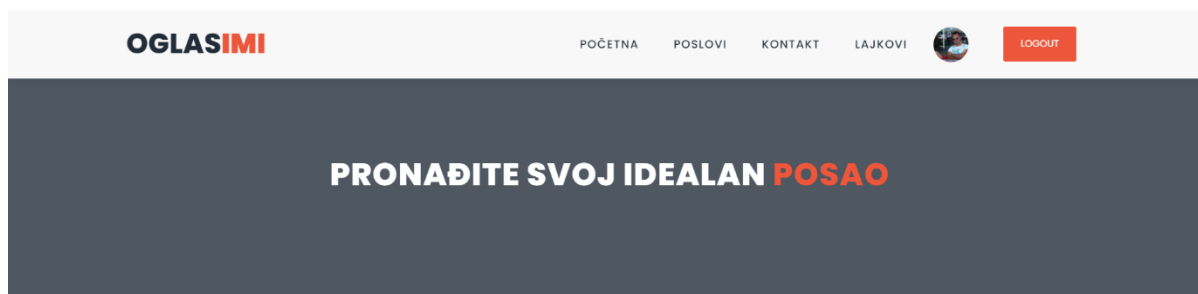 OGLASIMI
POČETNA POSLOVI KONTAKT LAJKOVI LOGOUT
PRONAĐITE SVOJ IDEALAN POSAO